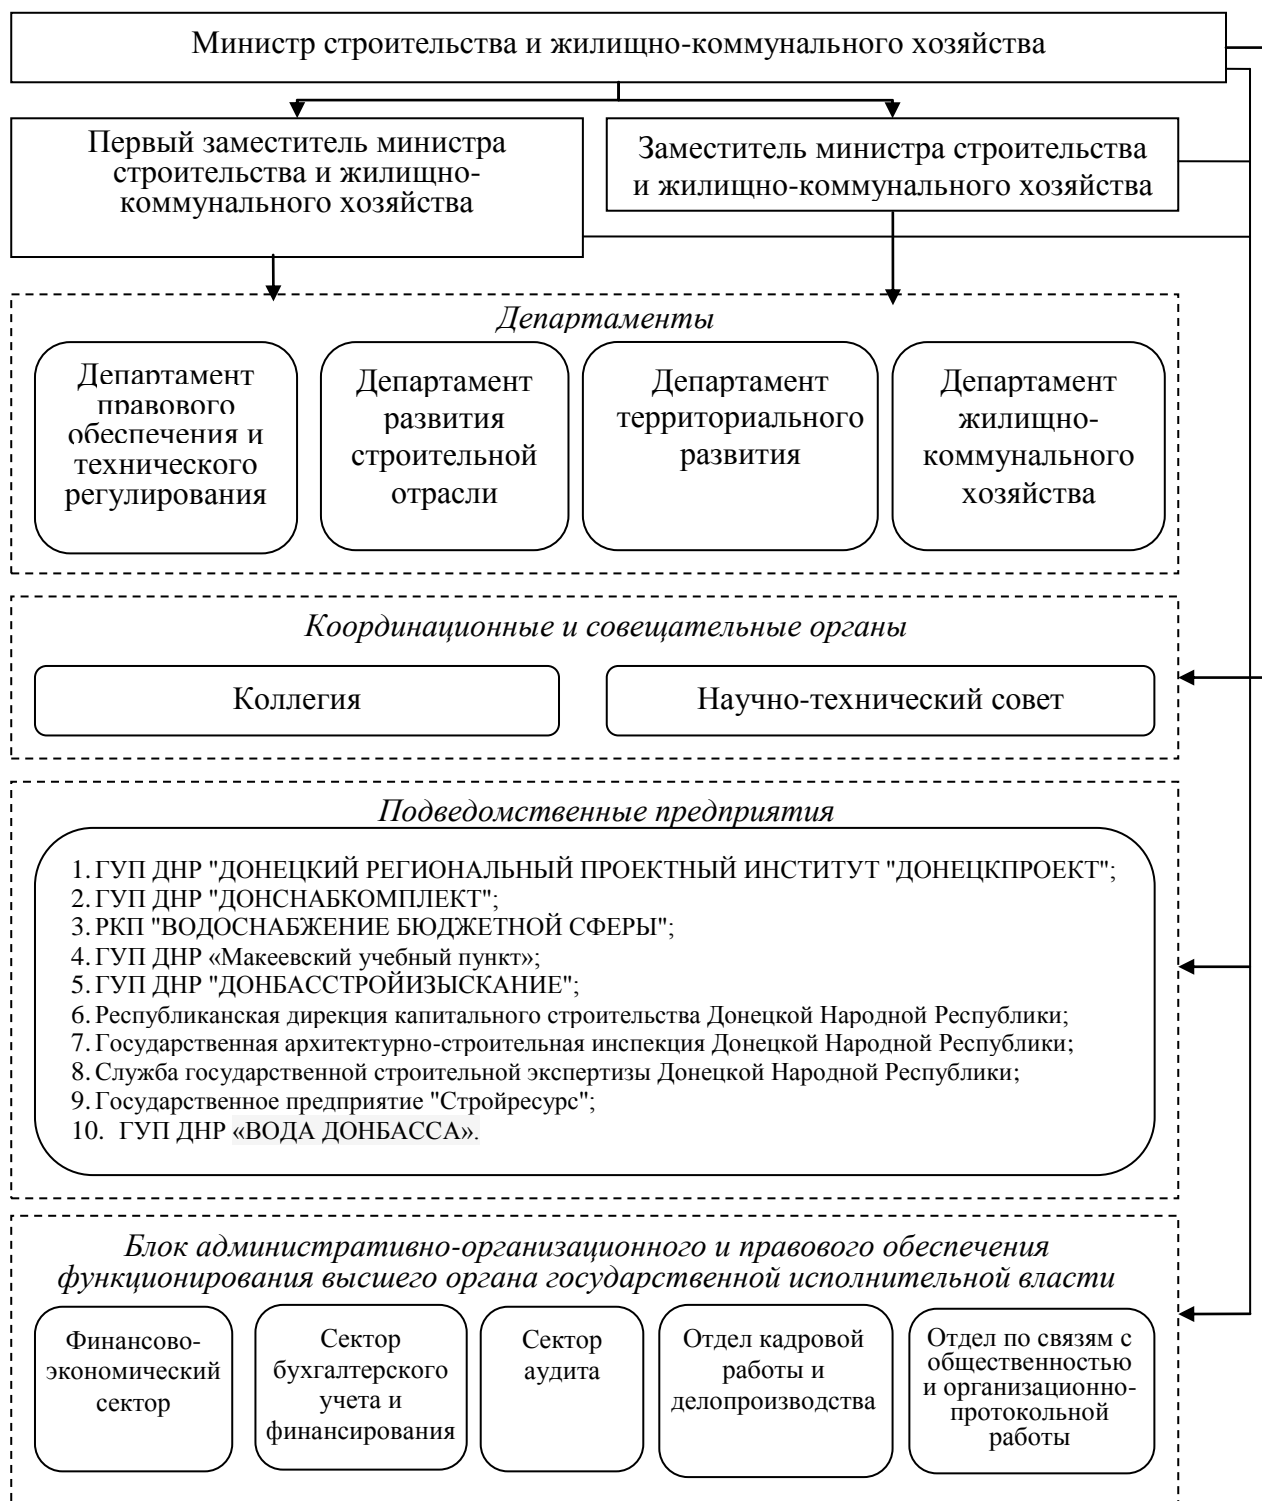 Министр строительства и жилищно-коммунального хозяйства
Первый заместитель министра
строительства и жилищно-
коммунального хозяйства
Заместитель министра строительства
и жилищно-коммунального хозяйства
Департаменты
Департамент
правового
обеспечения и
технического
регулирования
Департамент
развития
строительной
отрасли
Департамент
территориального
развития
Департамент
жилищно-
коммунального
хозяйства
Координационные и совещательные органы
Коллегия
Научно-технический совет
Подведомственные предприятия
1. ГУП ДНР "ДОНЕЦКИЙ РЕГИОНАЛЬНЫЙ ПРОЕКТНЫЙ ИНСТИТУТ "ДОНЕЦКПРОЕКТ";
2. ГУП ДНР "ДОНСНАБКОМПЛЕКТ";
3. РКП "ВОДОСНАБЖЕНИЕ БЮДЖЕТНОЙ СФЕРЫ";
4. ГУП ДНР «Макеевский учебный пункт»;
5. ГУП ДНР "ДОНБАССТРОЙИЗЫСКАНИЕ";
6. Республиканская дирекция капитального строительства Донецкой Народной Республики;
7. Государственная архитектурно-строительная инспекция Донецкой Народной Республики;
8. Служба государственной строительной экспертизы Донецкой Народной Республики;
9. Государственное предприятие "Стройресурс";
10. ГУП ДНР «ВОДА ДОНБАССА».
Блок административно-организационного и правового обеспечения
функционирования высшего органа государственной исполнительной власти
Финансово-
экономический
сектор
Сектор
бухгалтерского
учета и
финансирования
Сектор
аудита
Отдел кадровой
работы и
делопроизводства
Отдел по связям с
общественностью
и организационно-
протокольной
работы